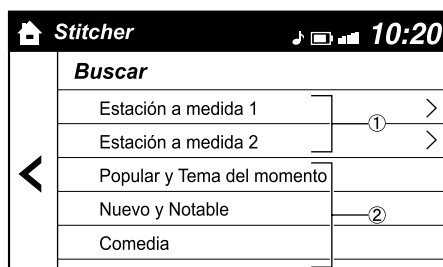 Stitcher 10:20
Buscar
Estación a medida 1
①
Estación a medida 2
Popular y Tema del momento
Nuevo y Notable
②
Comedia